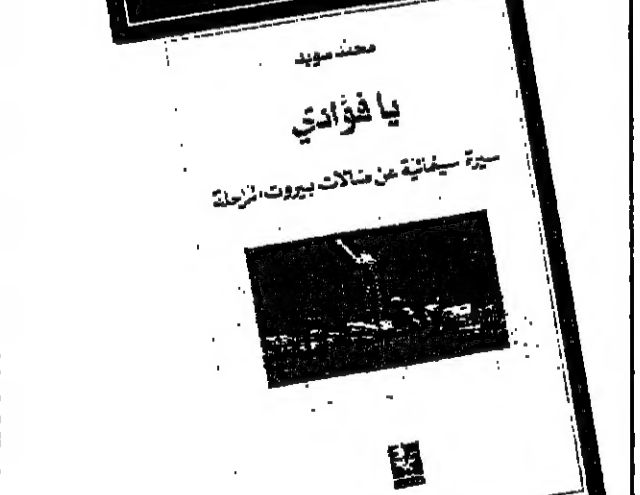 محمد سويد
يا فؤادي
سيرة سينمائية عن صالات بيروت الراحلة